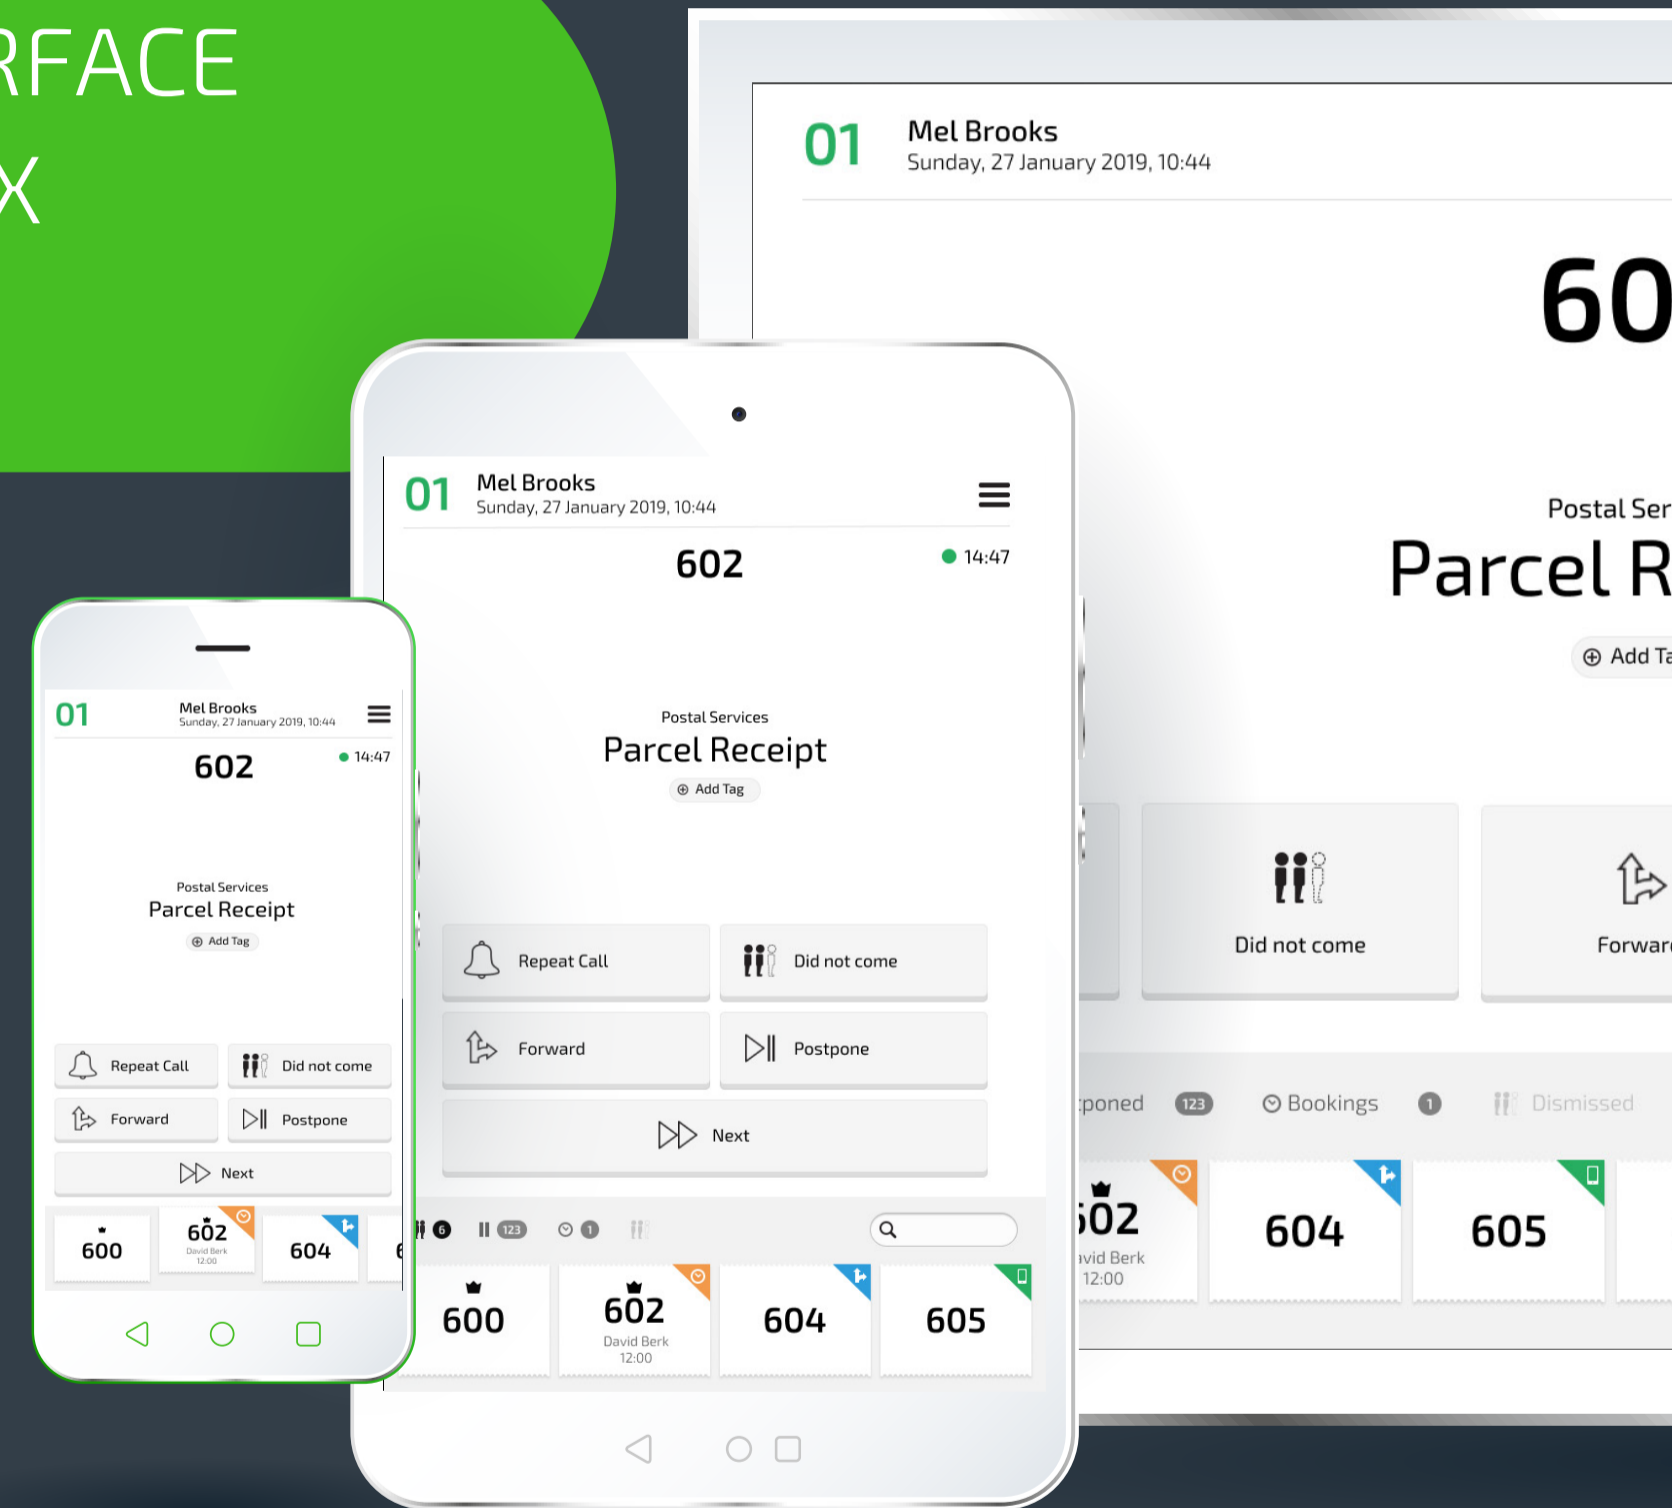 RFACE
X
01
Mel Brooks
Sunday, 27 January 2019, 10:44
60
Postal Ser
Parcel R
Add Ta
Did not come
Forward
poned 123
Bookings 1
Dismissed
602
vid Berk
12:00
604
605
01
Mel Brooks
Sunday, 27 January 2019, 10:44
602
14:47
Postal Services
Parcel Receipt
Add Tag
Repeat Call
Did not come
Forward
Postpone
Next
6 123 1
600
602
David Berk
12:00
604
605
01
Mel Brooks
Sunday, 27 January 2019, 10:44
602
14:47
Postal Services
Parcel Receipt
Add Tag
Repeat Call
Did not come
Forward
Postpone
Next
600
602
David Berk
12:00
604
6